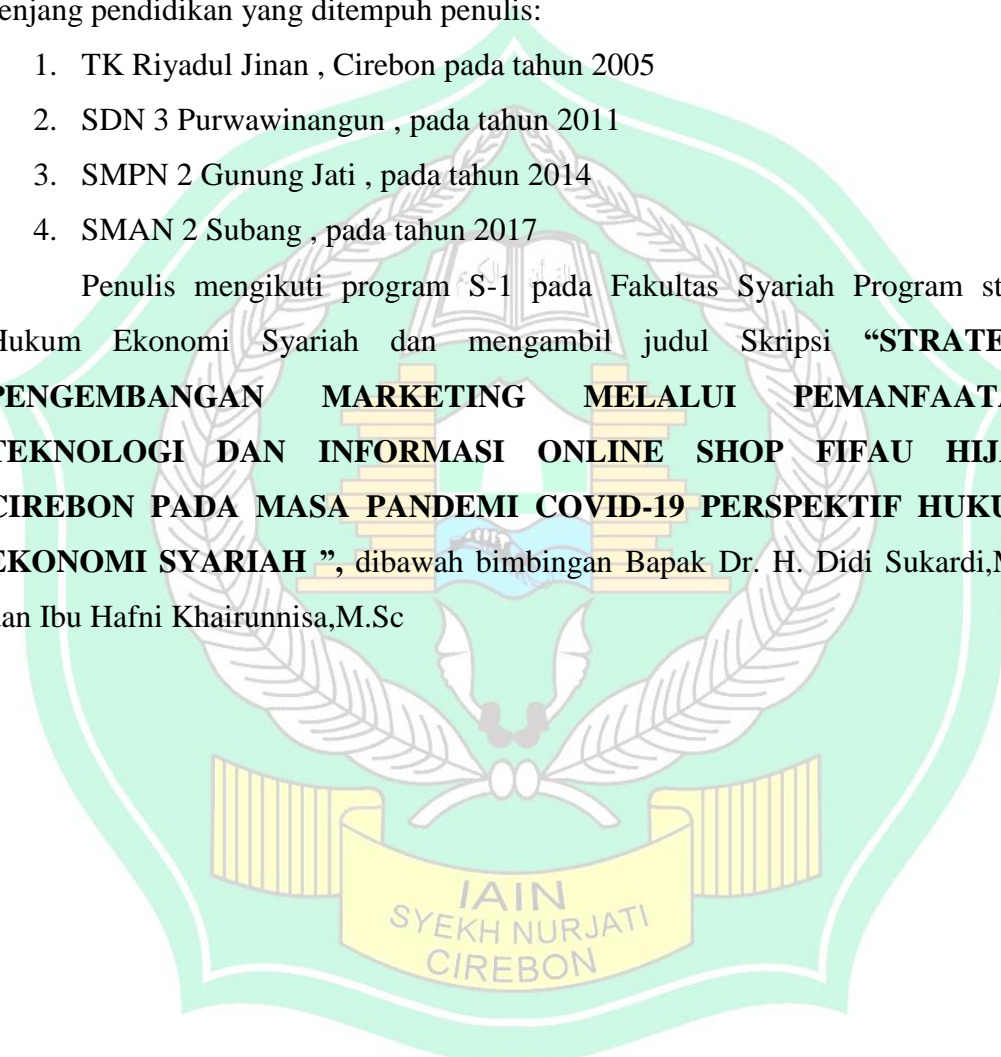 enjang pendidikan yang ditempuh penulis:
1. TK Riyadul Jinan , Cirebon pada tahun 2005
2. SDN 3 Purwawinangun , pada tahun 2011
3. SMPN 2 Gunung Jati , pada tahun 2014
4. SMAN 2 Subang , pada tahun 2017
Penulis mengikuti program S-1 pada Fakultas Syariah Program st
Hukum Ekonomi Syariah dan mengambil judul Skripsi “STRATE
PENGEMBANGAN MARKETING MELALUI PEMANFAATA
TEKNOLOGI DAN INFORMASI ONLINE SHOP FIFAU HIJA
CIREBON PADA MASA PANDEMI COVID-19 PERSPEKTIF HUKU
EKONOMI SYARIAH ”, dibawah bimbingan Bapak Dr. H. Didi Sukardi,M
dan Ibu Hafni Khairunnisa,M.Sc
IAIN
SYEKH NURJATI
CIREBON